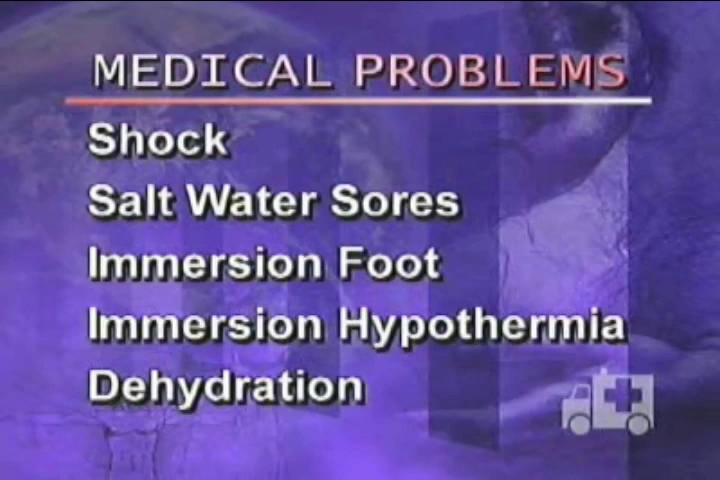 MEDICAL PROBLEMS
Shock
Salt Water Sores
Immersion Foot
Immersion Hypothermia
Dehydration